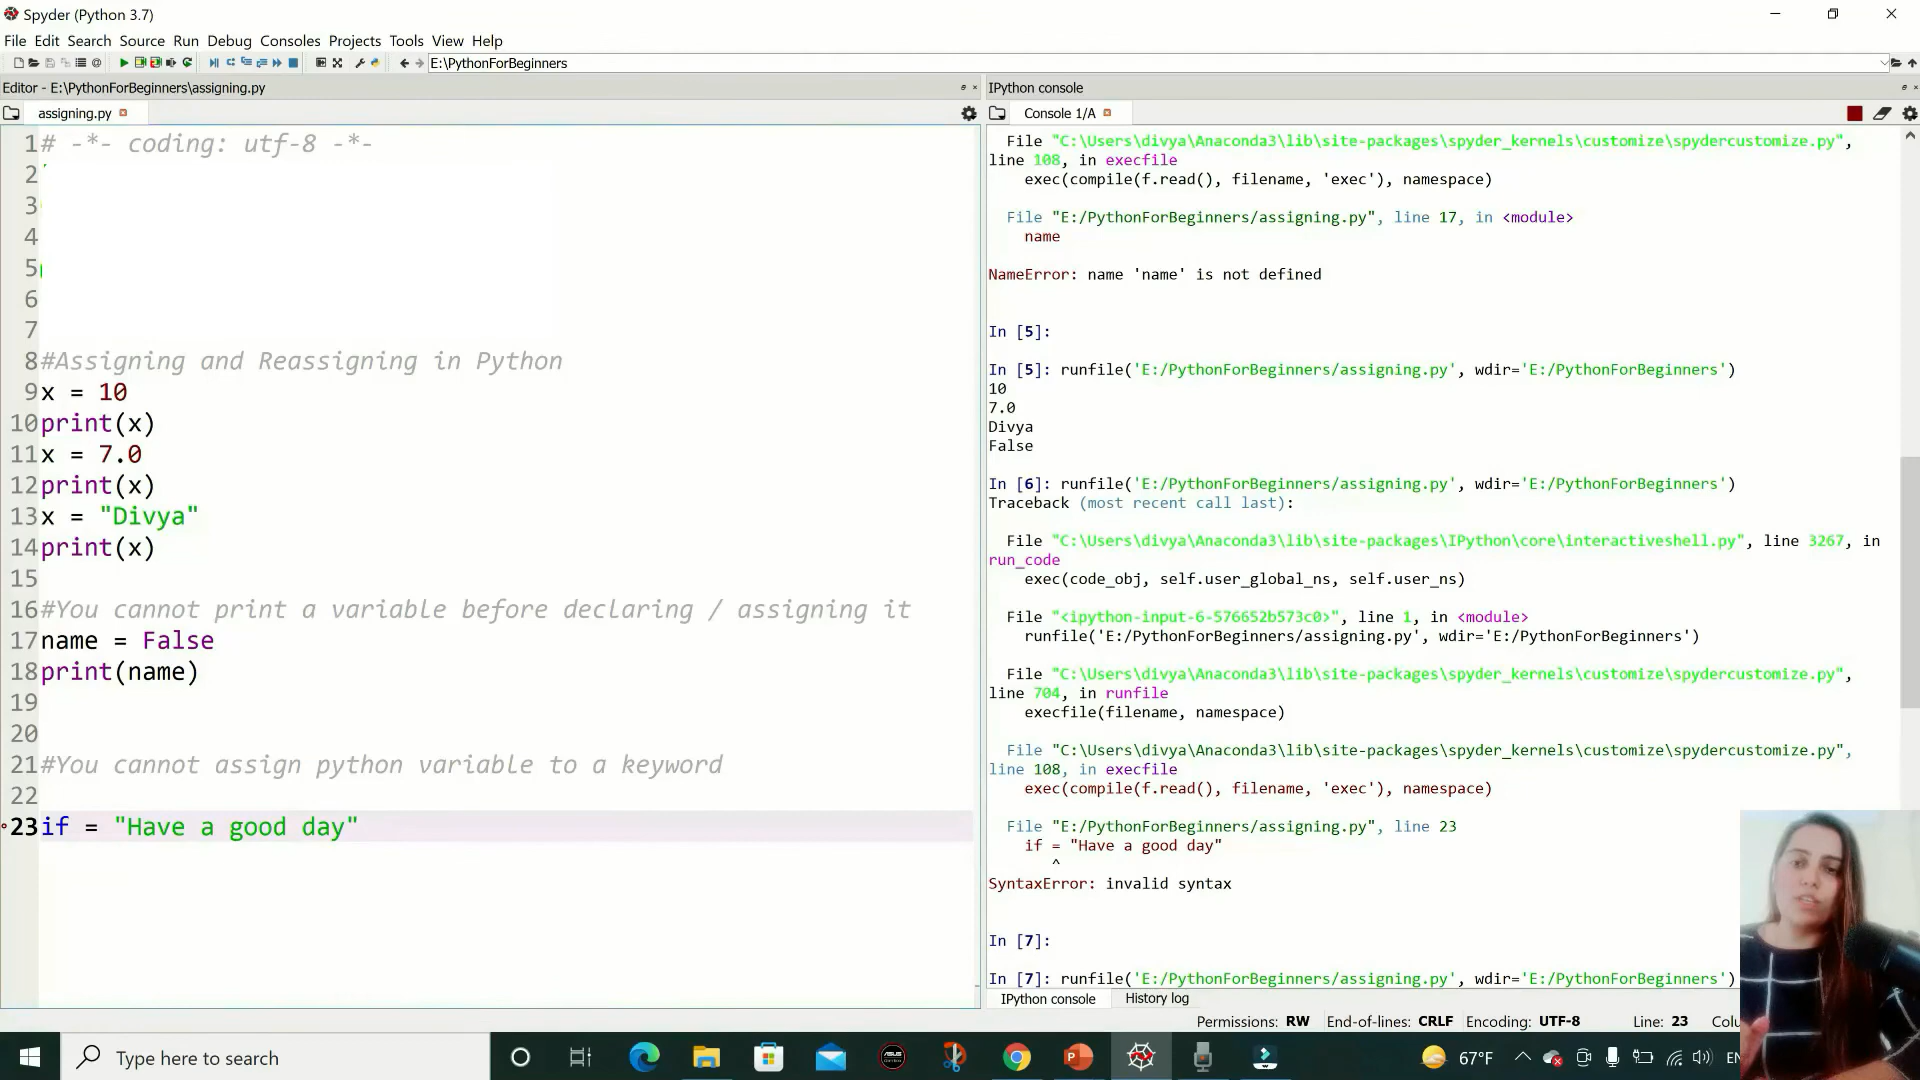 Spyder (Python 3.7)
File Edit Search Source Run Debug Consoles Projects Tools View Help
E:\PythonForBeginners
Editor - E:\PythonForBeginners\assigning.py
assigning.py
1 # -*- coding: utf-8 -*-
2
3
4
5
6
7
8 #Assigning and Reassigning in Python
9 x = 10
10 print(x)
11 x = 7.0
12 print(x)
13 x = "Divya"
14 print(x)
15
16 #You cannot print a variable before declaring / assigning it
17 name = False
18 print(name)
19
20
21 #You cannot assign python variable to a keyword
22
23 if = "Have a good day"
IPython console
Console 1/A
File "C:\Users\divya\Anaconda3\lib\site-packages\spyder_kernels\customize\spydercustomize.py",
line 108, in execfile
exec(compile(f.read(), filename, 'exec'), namespace)
File "E:/PythonForBeginners/assigning.py", line 17, in <module>
name
NameError: name 'name' is not defined
In [5]:
In [5]: runfile('E:/PythonForBeginners/assigning.py', wdir='E:/PythonForBeginners')
10
7.0
Divya
False
In [6]: runfile('E:/PythonForBeginners/assigning.py', wdir='E:/PythonForBeginners')
Traceback (most recent call last):
File "C:\Users\divya\Anaconda3\lib\site-packages\IPython\core\interactiveshell.py", line 3267, in
run_code
exec(code_obj, self.user_global_ns, self.user_ns)
File "<ipython-input-6-576652b573c0>", line 1, in <module>
runfile('E:/PythonForBeginners/assigning.py', wdir='E:/PythonForBeginners')
File "C:\Users\divya\Anaconda3\lib\site-packages\spyder_kernels\customize\spydercustomize.py",
line 704, in runfile
execfile(filename, namespace)
File "C:\Users\divya\Anaconda3\lib\site-packages\spyder_kernels\customize\spydercustomize.py",
line 108, in execfile
exec(compile(f.read(), filename, 'exec'), namespace)
File "E:/PythonForBeginners/assigning.py", line 23
if = "Have a good day"
^
SyntaxError: invalid syntax
In [7]:
In [7]: runfile('E:/PythonForBeginners/assigning.py', wdir='E:/PythonForBeginners')
IPython console History log
Permissions: RW End-of-lines: CRLF Encoding: UTF-8 Line: 23 Colu
Type here to search
67°F